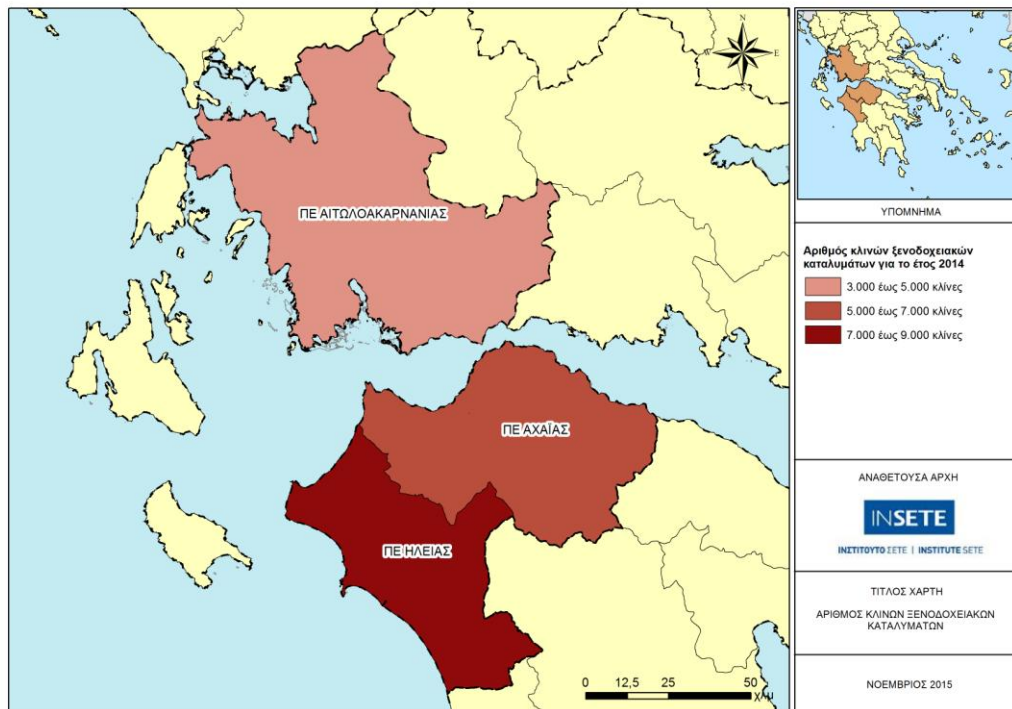 N
W
E
S
ΠΕ ΑΙΤΩΛΟΑΚΑΡΝΑΝΙΑΣ
ΠΕ ΑΧΑΪΑΣ
ΠΕ ΗΛΕΙΑΣ
0 12,5 25 50
χλμ
ΥΠΟΜΝΗΜΑ
Αριθμός κλινών ξενοδοχειακών
καταλυμάτων για το έτος 2014
3.000 έως 5.000 κλίνες
5.000 έως 7.000 κλίνες
7.000 έως 9.000 κλίνες
ΑΝΑΘΕΤΟΥΣΑ ΑΡΧΗ
INSETE
ΙΝΣΤΙΤΟΥΤΟ ΣΕΤΕ | INSTITUTE SETE
ΤΙΤΛΟΣ ΧΑΡΤΗ
ΑΡΙΘΜΟΣ ΚΛΙΝΩΝ ΞΕΝΟΔΟΧΕΙΑΚΩΝ
ΚΑΤΑΛΥΜΑΤΩΝ
ΝΟΕΜΒΡΙΟΣ 2015